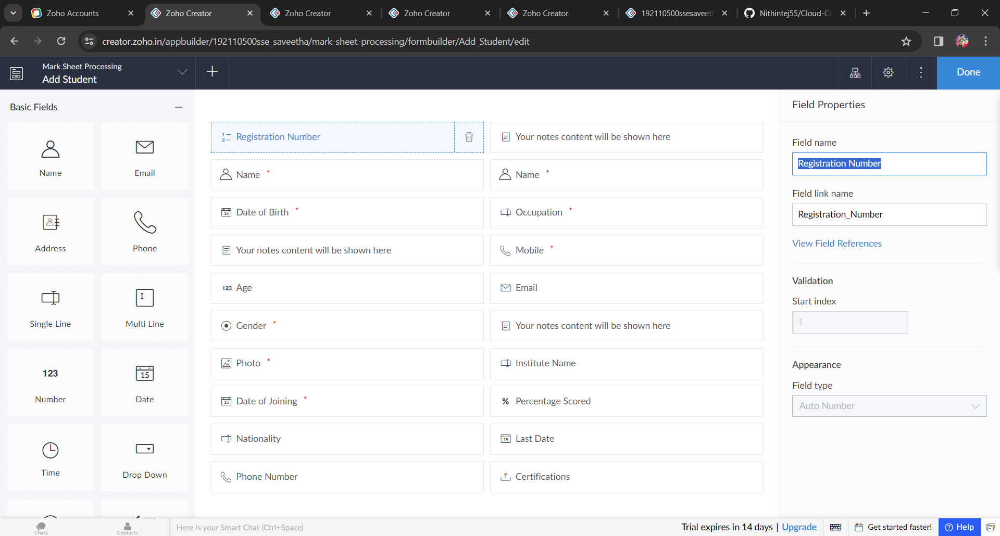 Zoho Accounts
Zoho Creator
Zoho Creator
Zoho Creator
Zoho Creator
192110500ssesaveet
Nithintej55/Cloud-Co
creator.zoho.in/appbuilder/192110500sse_saveetha/mark-sheet-processing/formbuilder/Add_Student/edit
Mark Sheet Processing
Add Student
Done
Basic Fields
Name
Email
Address
Phone
Single Line
Multi Line
123
Number
15
Date
Time
Drop Down
Registration Number
Your notes content will be shown here
Name *
Name *
15 Date of Birth *
Occupation *
Your notes content will be shown here
Mobile *
123 Age
Email
Gender *
Your notes content will be shown here
Photo *
Institute Name
15 Date of Joining *
% Percentage Scored
Nationality
15 Last Date
Phone Number
Certifications
Field Properties
Field name
Registration Number
Field link name
Registration_Number
View Field References
Validation
Start index
1
Appearance
Field type
Auto Number
Chats
Contacts
Here is your Smart Chat (Ctrl+Space)
Trial expires in 14 days | Upgrade
Get started faster!
Help